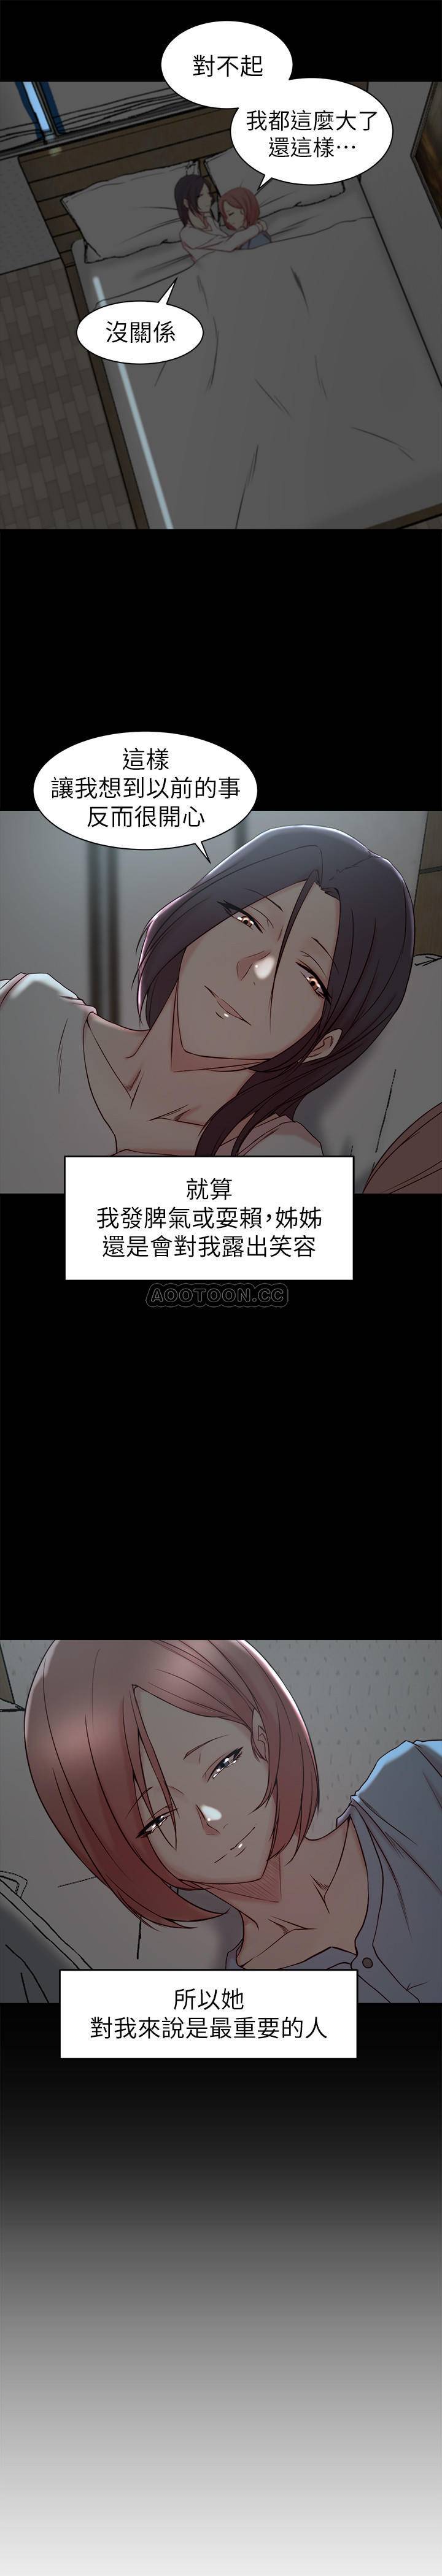 對不起
我都這麼大了
還這樣⋯
沒關係
這樣
讓我想到以前的事
反而很開心
就算
我發脾氣或耍賴，姊姊
還是會對我露出笑容
AOOTOON.CC
所以她
對我來說是最重要的人